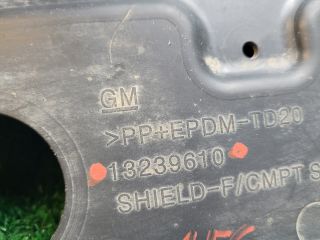 GM
>PP+EPDM-TD20
13239610
SHIELD-F/CMPT S